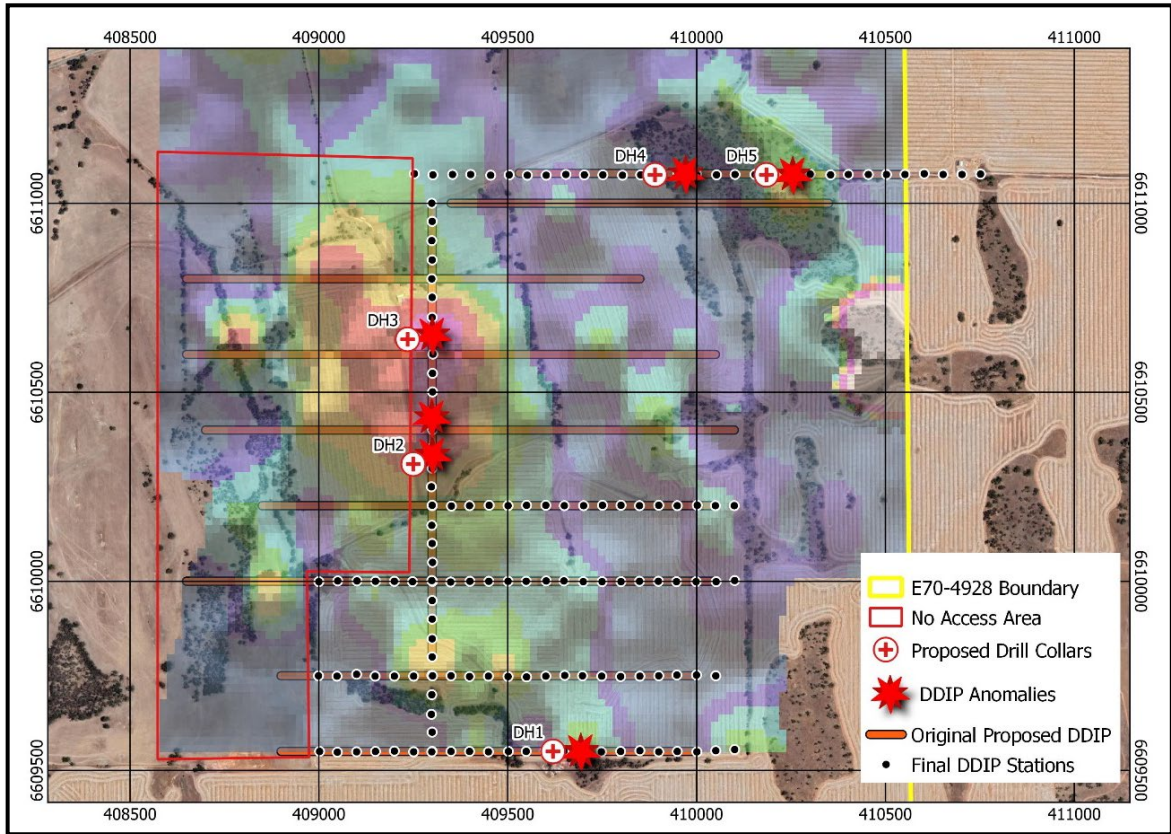 408500 409000 409500 410000 410500 411000
DH4
DH5
6611000
6611000
DH3
6610500
6610500
DH2
6610000
6610000
E70-4928 Boundary
No Access Area
Proposed Drill Collars
DDIP Anomalies
Original Proposed DDIP
Final DDIP Stations
DH1
6609500
6609500
408500 409000 409500 410000 410500 411000